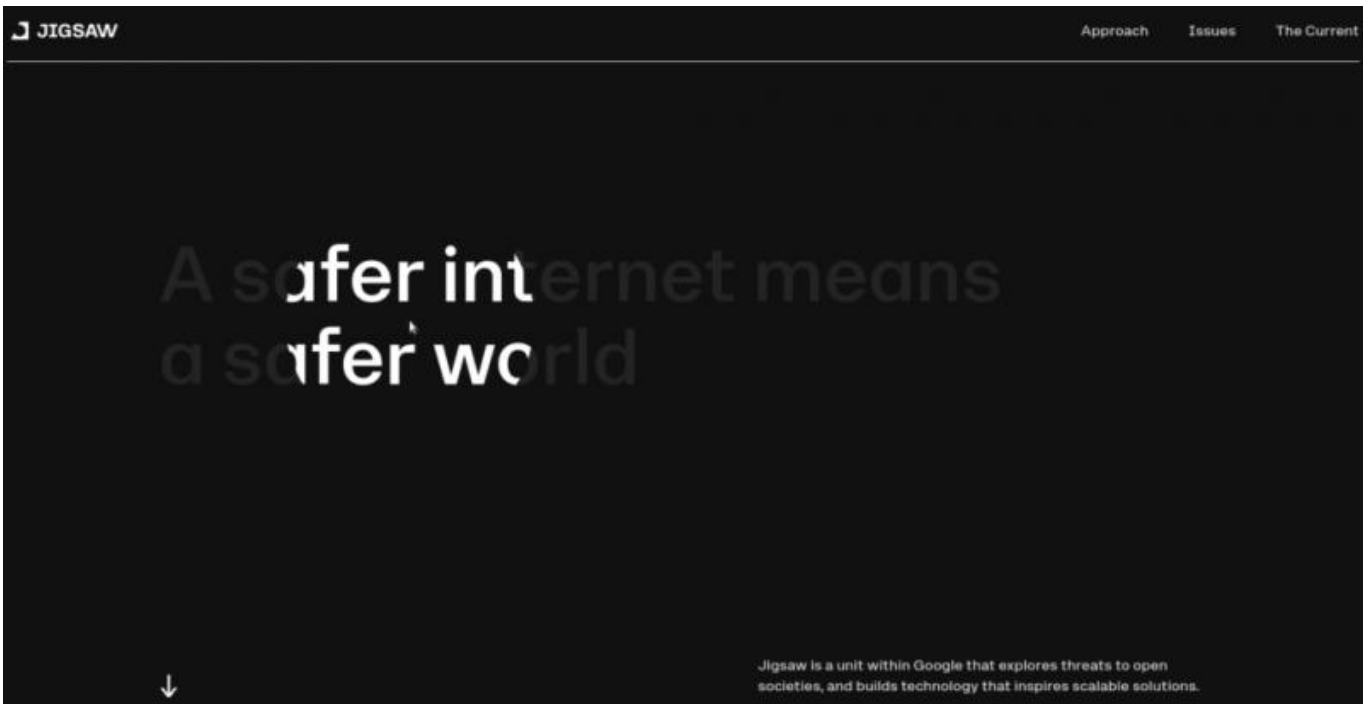 JIGSAW
Approach Issues The Current
A safer internet means
a safer world
Jigsaw is a unit within Google that explores threats to open
societies, and builds technology that inspires scalable solutions.